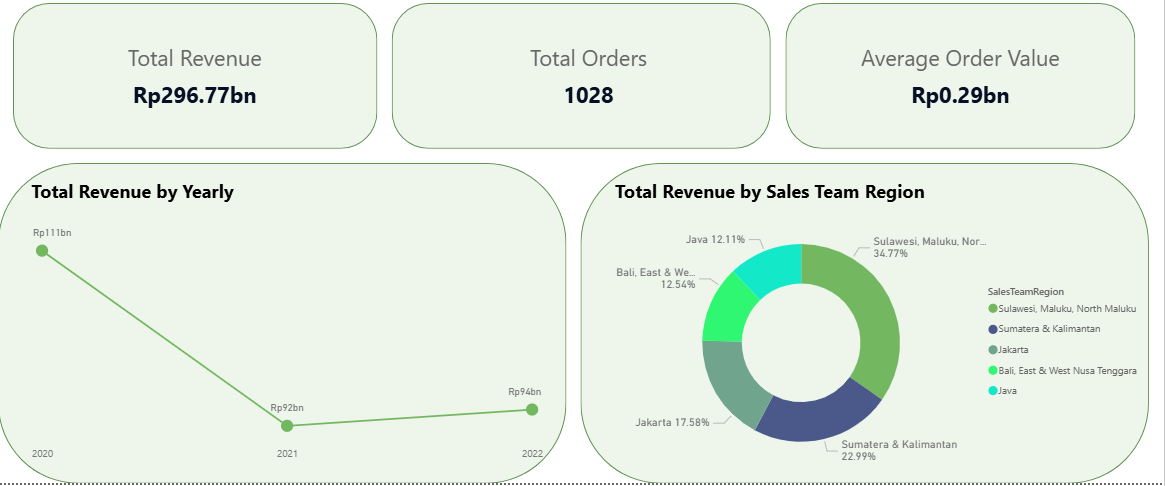 Total Revenue
Rp296.77bn
Total Orders
1028
Average Order Value
Rp0.29bn
Total Revenue by Yearly
Rp111bn
Rp92bn
Rp94bn
2020
2021
2022
Total Revenue by Sales Team Region
Java 12.11%
Sulawesi, Maluku, Nor...
34.77%
Bali, East & We...
12.54%
Jakarta 17.58%
Sumatera & Kalimantan
22.99%
SalesTeamRegion
Sulawesi, Maluku, North Maluku
Sumatera & Kalimantan
Jakarta
Bali, East & West Nusa Tenggara
Java